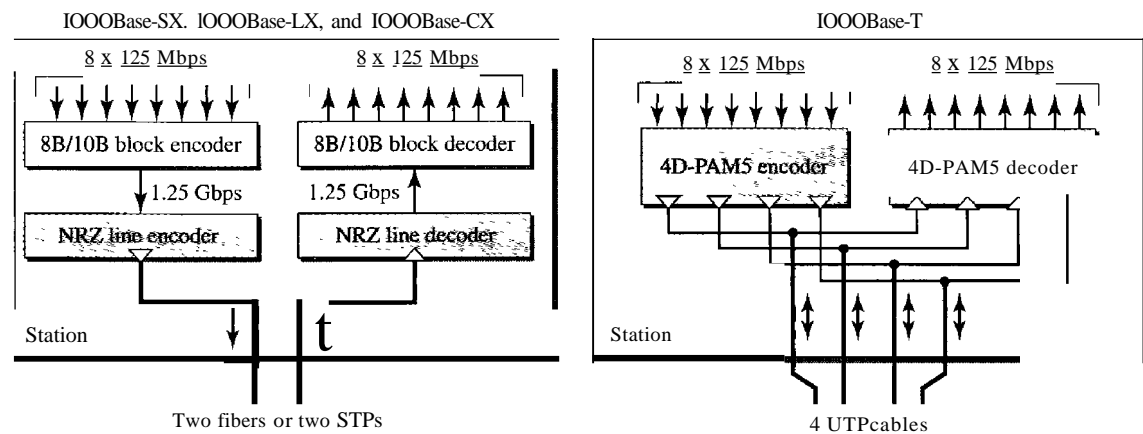 IOOOBase-SX. IOOOBase-LX, and IOOOBase-CX
8 x 125 Mbps
8 x 125 Mbps
8B/10B block encoder
8B/10B block decoder
1.25 Gbps
1.25 Gbps
NRZ line encoder
NRZ line decoder
t
Station
Two fibers or two STPs
IOOOBase-T
8 x 125 Mbps
8 x 125 Mbps
4D-PAM5 encoder
4D-PAM5 decoder
Station
4 UTPcables